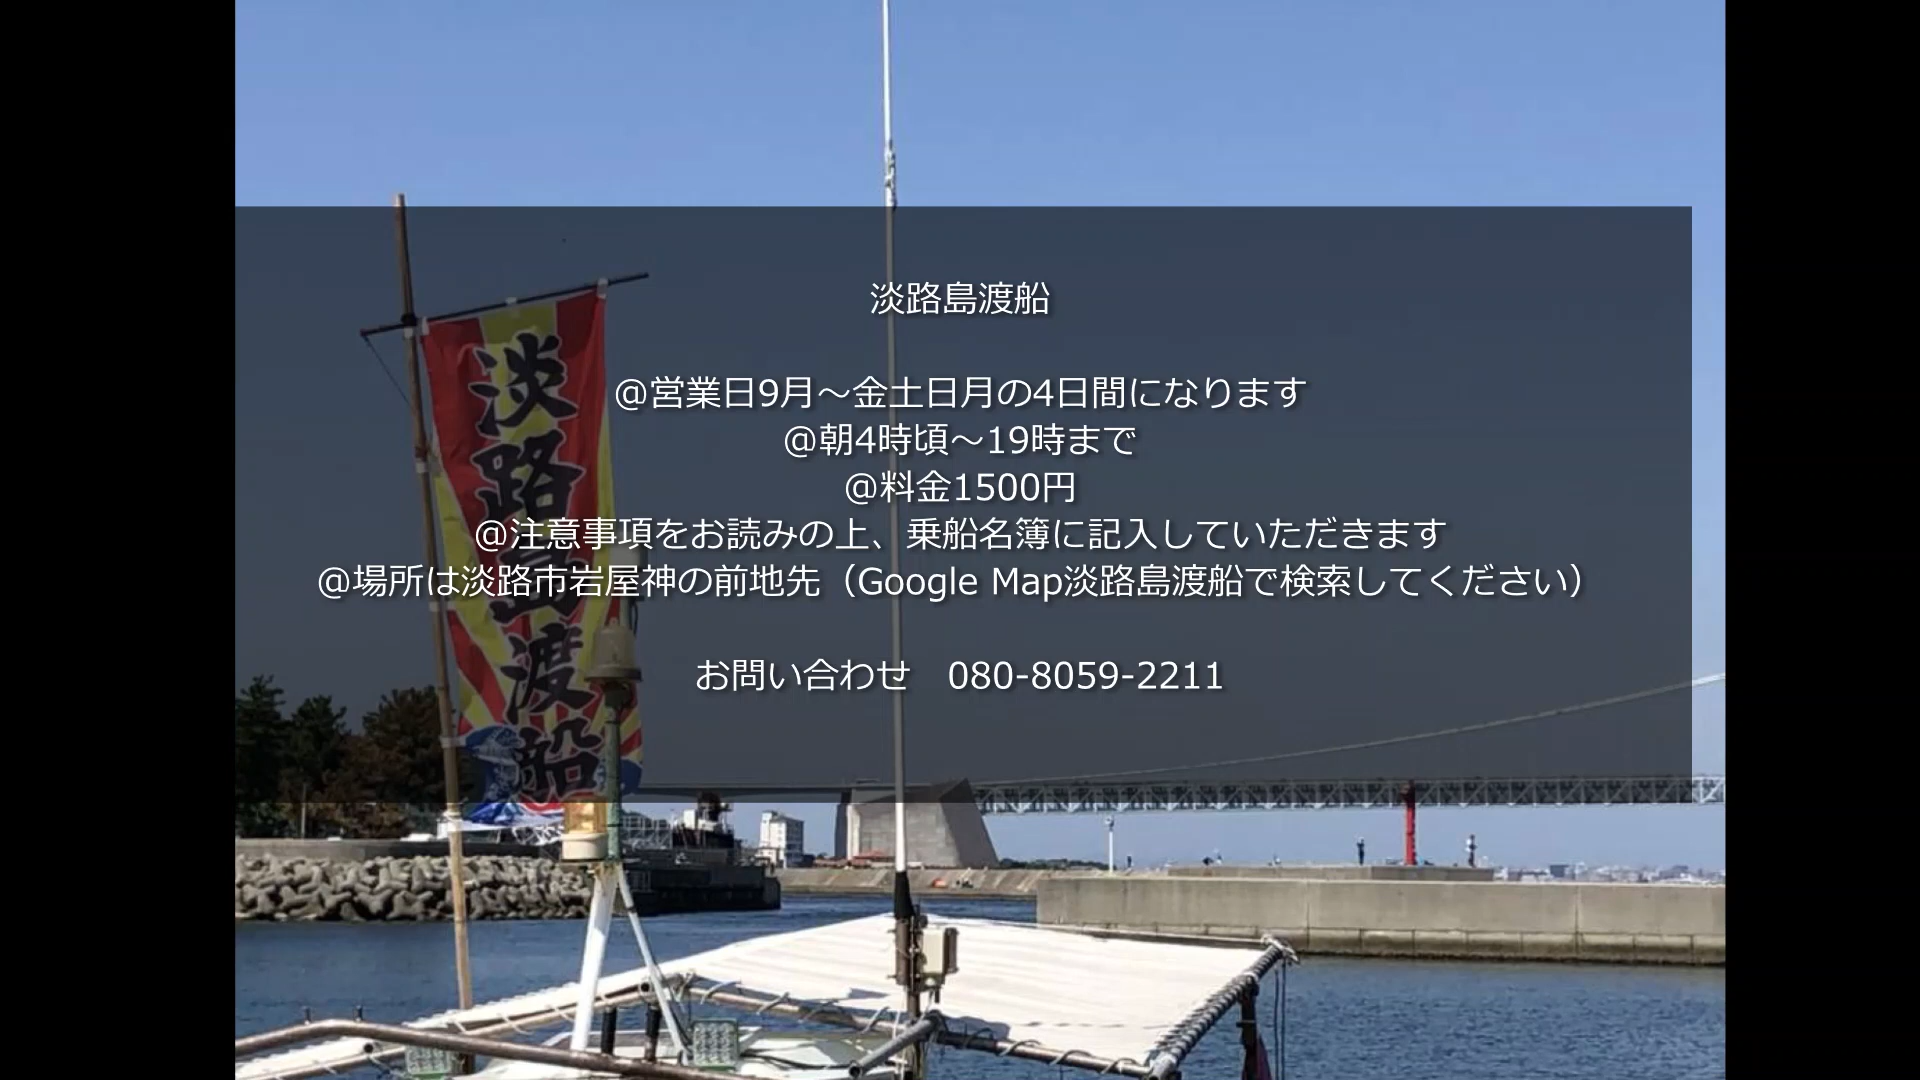 淡路島渡船
@営業日9月～金土日月の4日間になります
@朝4時頃～19時まで
@料金1500円
@注意事項をお読みの上、乗船名簿に記入していただきます
@場所は淡路市岩屋神の前地先（Google Map淡路島渡船で検索してください）
お問い合わせ　080-8059-2211
淡路島渡船